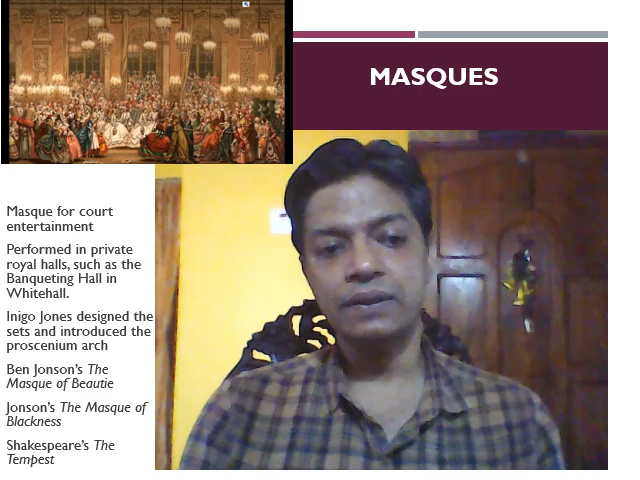 MASQUES
Masque for court
entertainment
Performed in private
royal halls, such as the
Banqueting Hall in
Whitehall.
Inigo Jones designed the
sets and introduced the
proscenium arch
Ben Jonson's The
Masque of Beautie
Jonson's The Masque of
Blackness
Shakespeare's The
Tempest